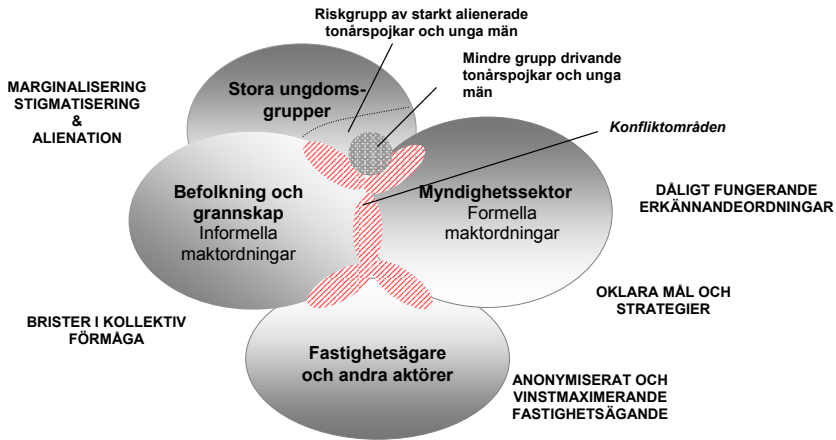 Riskgrupp av starkt alienerade
tonårspojkar och unga män
Mindre grupp drivande
tonårspojkar och unga
män
MARGINALISERING
STIGMATISERING
&
ALIENATION
Stora ungdoms-
grupper
Konfliktområden
Befolkning och
grannskap
Informella
maktordningar
Myndighetssektor
Formella
maktordningar
DÅLIGT FUNGERANDE
ERKÄNNANDEORDNINGAR
OKLARA MÅL OCH
STRATEGIER
BRISTER I KOLLEKTIV
FÖRMÅGA
Fastighetsägare
och andra aktörer
ANONYMISERAT OCH
VINSTMAXIMERANDE
FASTIGHETSÄGANDE